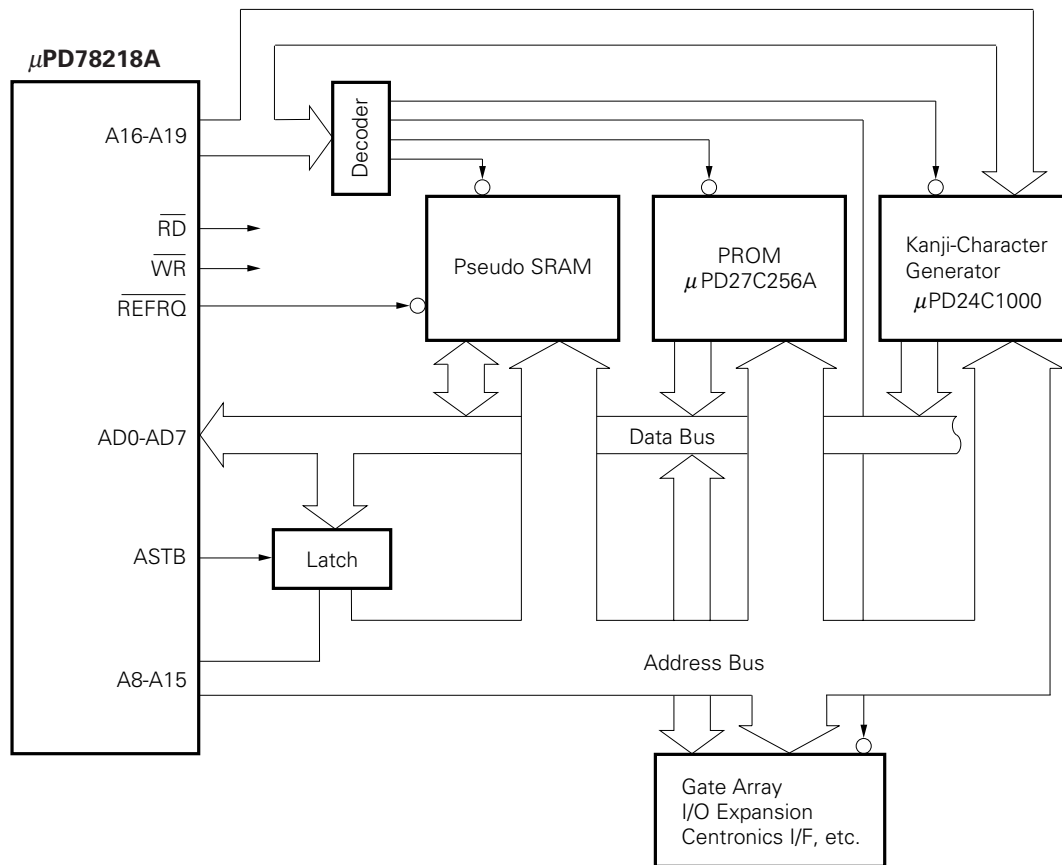 μPD78218A
A16-A19
Decoder
RD
WR
REFRQ
Pseudo SRAM
PROM
μPD27C256A
Kanji-Character
Generator
μPD24C1000
AD0-AD7
Data Bus
ASTB
Latch
Address Bus
A8-A15
Gate Array
I/O Expansion
Centronics I/F, etc.